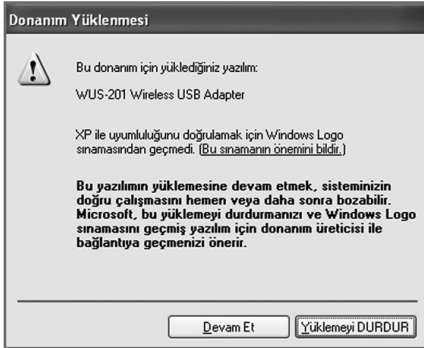 Donanım Yüklenmesi
Bu donanım için yüklediğiniz yazılım:
WUS-201 Wireless USB Adapter
XP ile uyumluluğunu doğrulamak için Windows Logo
sınamasından geçmedi. (Bu sınamanın önemini bildir.)
Bu yazılımın yüklemesine devam etmek, sisteminizin
doğru çalışmasını hemen veya daha sonra bozabilir.
Microsoft, bu yüklemeyi durdurmanızı ve Windows Logo
sınamasını geçmiş yazılım için donanım üreticisi ile
bağlantıya geçmenizi önerir.
Devam Et
Yüklemeyi DURDUR